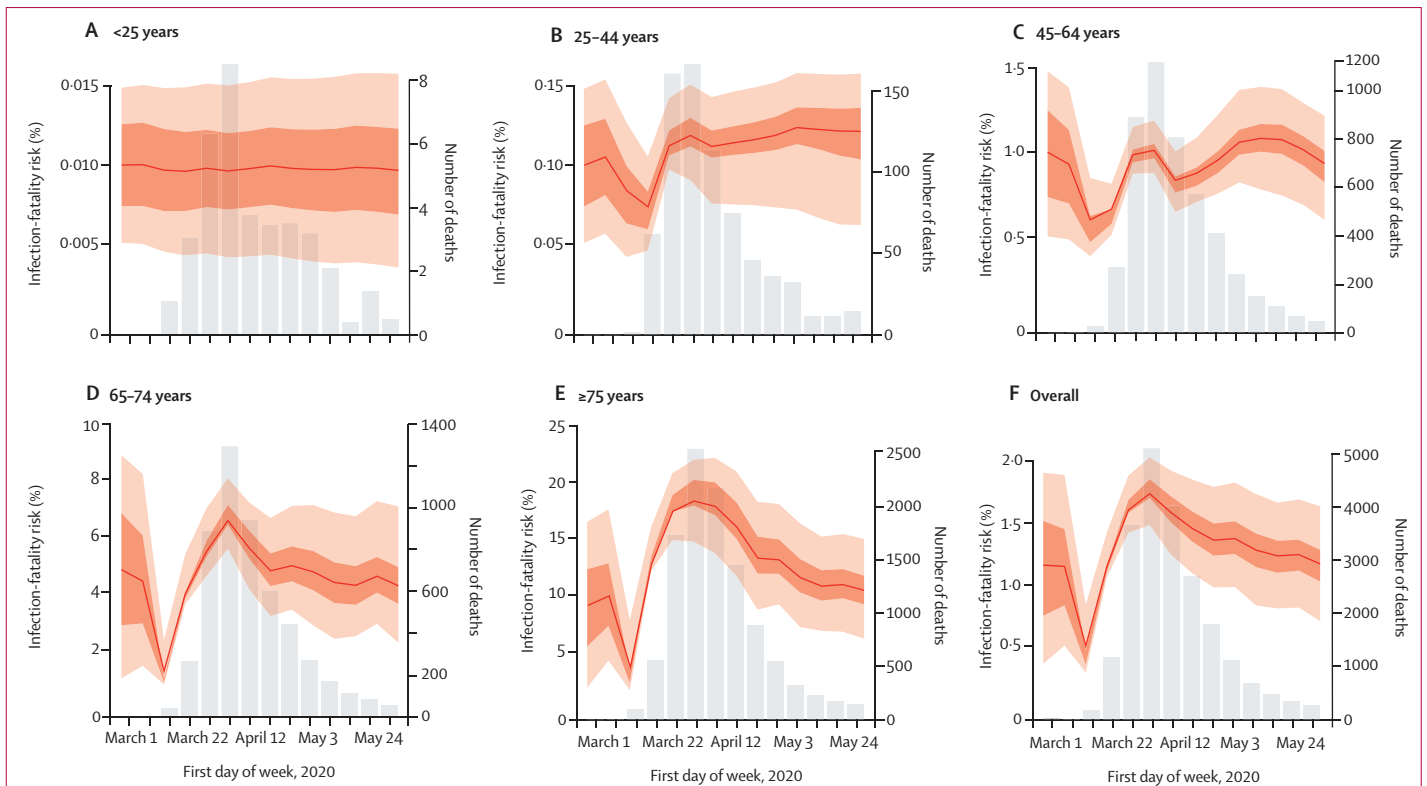 A <25 years
0·015
0·010
0·005
0
Infection-fatality risk (%)
8
6
4
2
0
Number of deaths
B 25–44 years
0·15
0·10
0·05
0
Infection-fatality risk (%)
150
100
50
0
Number of deaths
C 45–64 years
1·5
1·0
0·5
0
Infection-fatality risk (%)
1200
1000
800
600
400
200
0
Number of deaths
D 65–74 years
10
8
6
4
2
0
Infection-fatality risk (%)
1400
1000
600
200
0
Number of deaths
March 1 March 22 April 12 May 3 May 24
First day of week, 2020
E ≥75 years
25
20
15
10
5
0
Infection-fatality risk (%)
2500
2000
1500
1000
500
0
Number of deaths
March 1 March 22 April 12 May 3 May 24
First day of week, 2020
F Overall
2·0
1·5
1·0
0·5
0
Infection-fatality risk (%)
5000
4000
3000
2000
1000
0
Number of deaths
March 1 March 22 April 12 May 3 May 24
First day of week, 2020